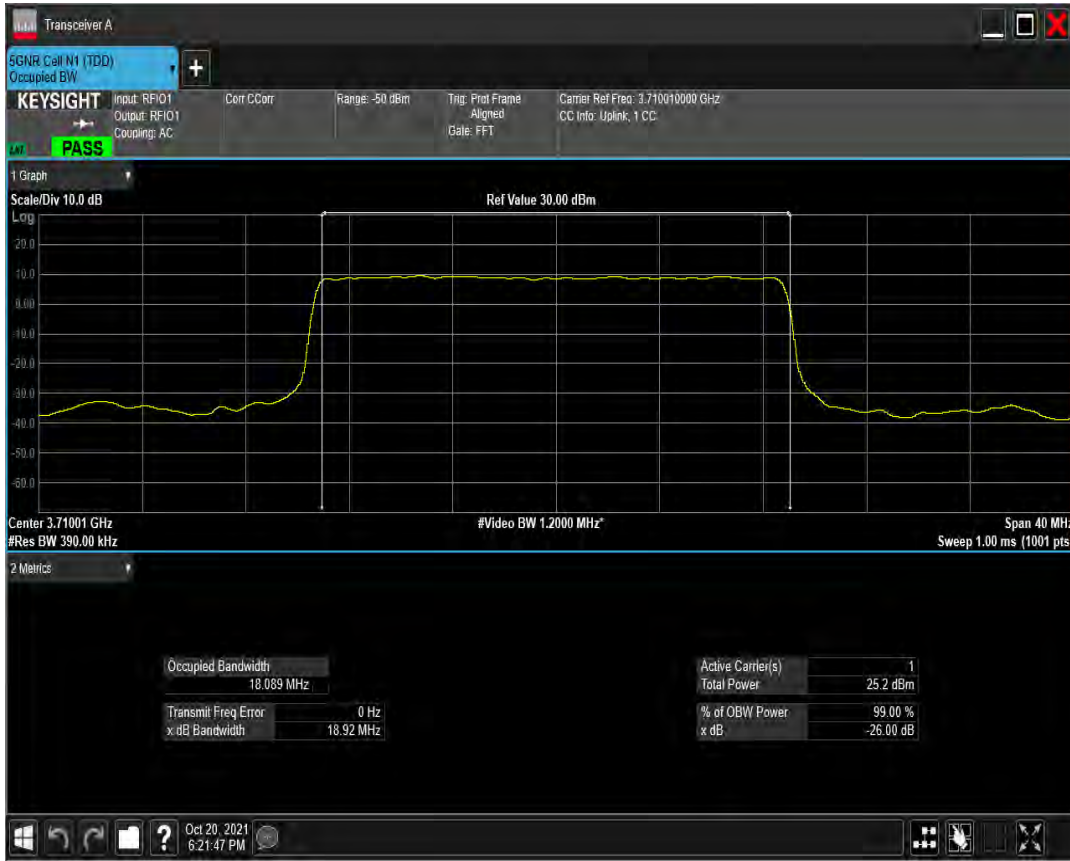 Transceiver A
5GNR Cell N1 (TDD)
Occupied BW
+
KEYSIGHT
Input: RFIO1
Output: RFIO1
Coupling: AC
PASS
Corr CCorr
Range: -50 dBm
Trig: Prot Frame
Aligned
Gate: FFT
Carrier Ref Freq: 3.710010000 GHz
CC Info: Uplink, 1 CC
1 Graph
Scale/Div 10.0 dB
Ref Value 30.00 dBm
Log
20.0
10.0
0.00
-10.0
-20.0
-30.0
-40.0
-50.0
-60.0
Center 3.71001 GHz
#Video BW 1.2000 MHz*
Span 40 MHz
#Res BW 390.00 kHz
Sweep 1.00 ms (1001 pts
2 Metrics
Occupied Bandwidth
18.089 MHz
Transmit Freq Error 0 Hz
x dB Bandwidth 18.92 MHz
Active Carrier(s) 1
Total Power 25.2 dBm
% of OBW Power 99.00 %
x dB -26.00 dB
?
Oct 20, 2021
6:21:47 PM